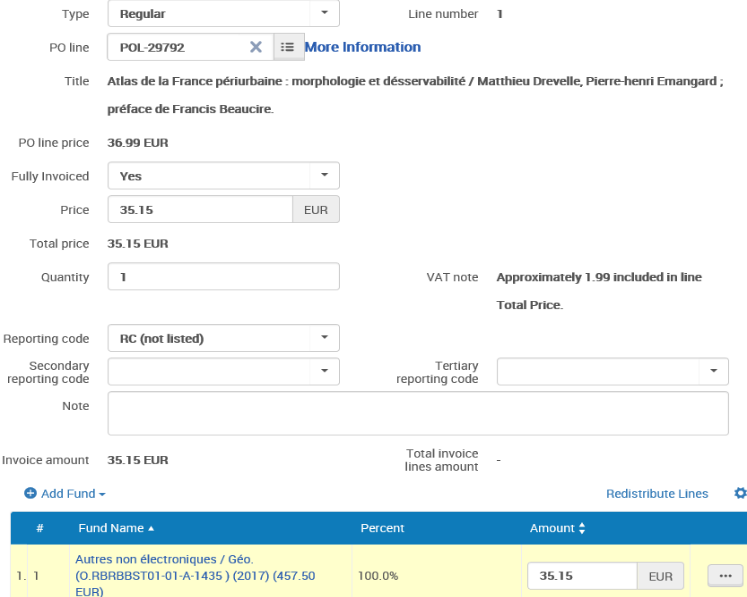 Type Regular Line number 1
PO line POL-29792 More Information
Title Atlas de la France périurbaine : morphologie et désservabilité / Matthieu Drevelle, Pierre-henri Emangard ;
préface de Francis Beaucire.
PO line price 36.99 EUR
Fully Invoiced Yes
Price 35.15 EUR
Total price 35.15 EUR
Quantity 1 VAT note Approximately 1.99 included in line
Total Price.
Reporting code RC (not listed)
Secondary
reporting code
Tertiary
reporting code
Note
Invoice amount 35.15 EUR
Total invoice
lines amount -
Add Fund Redistribute Lines
# Fund Name Percent Amount
1. 1 Autres non électroniques / Géo.
(O.RBRBBST01-01-A-1435 ) (2017) (457.50
EUR)
100.0% 35.15 EUR